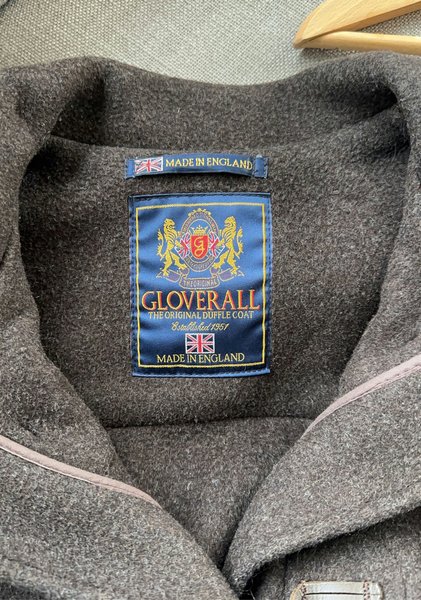 MADE IN ENGLAND
G
THE ORIGINAL
GLOVERALL
THE ORIGINAL DUFFLE COAT
Established 1951
MADE IN ENGLAND